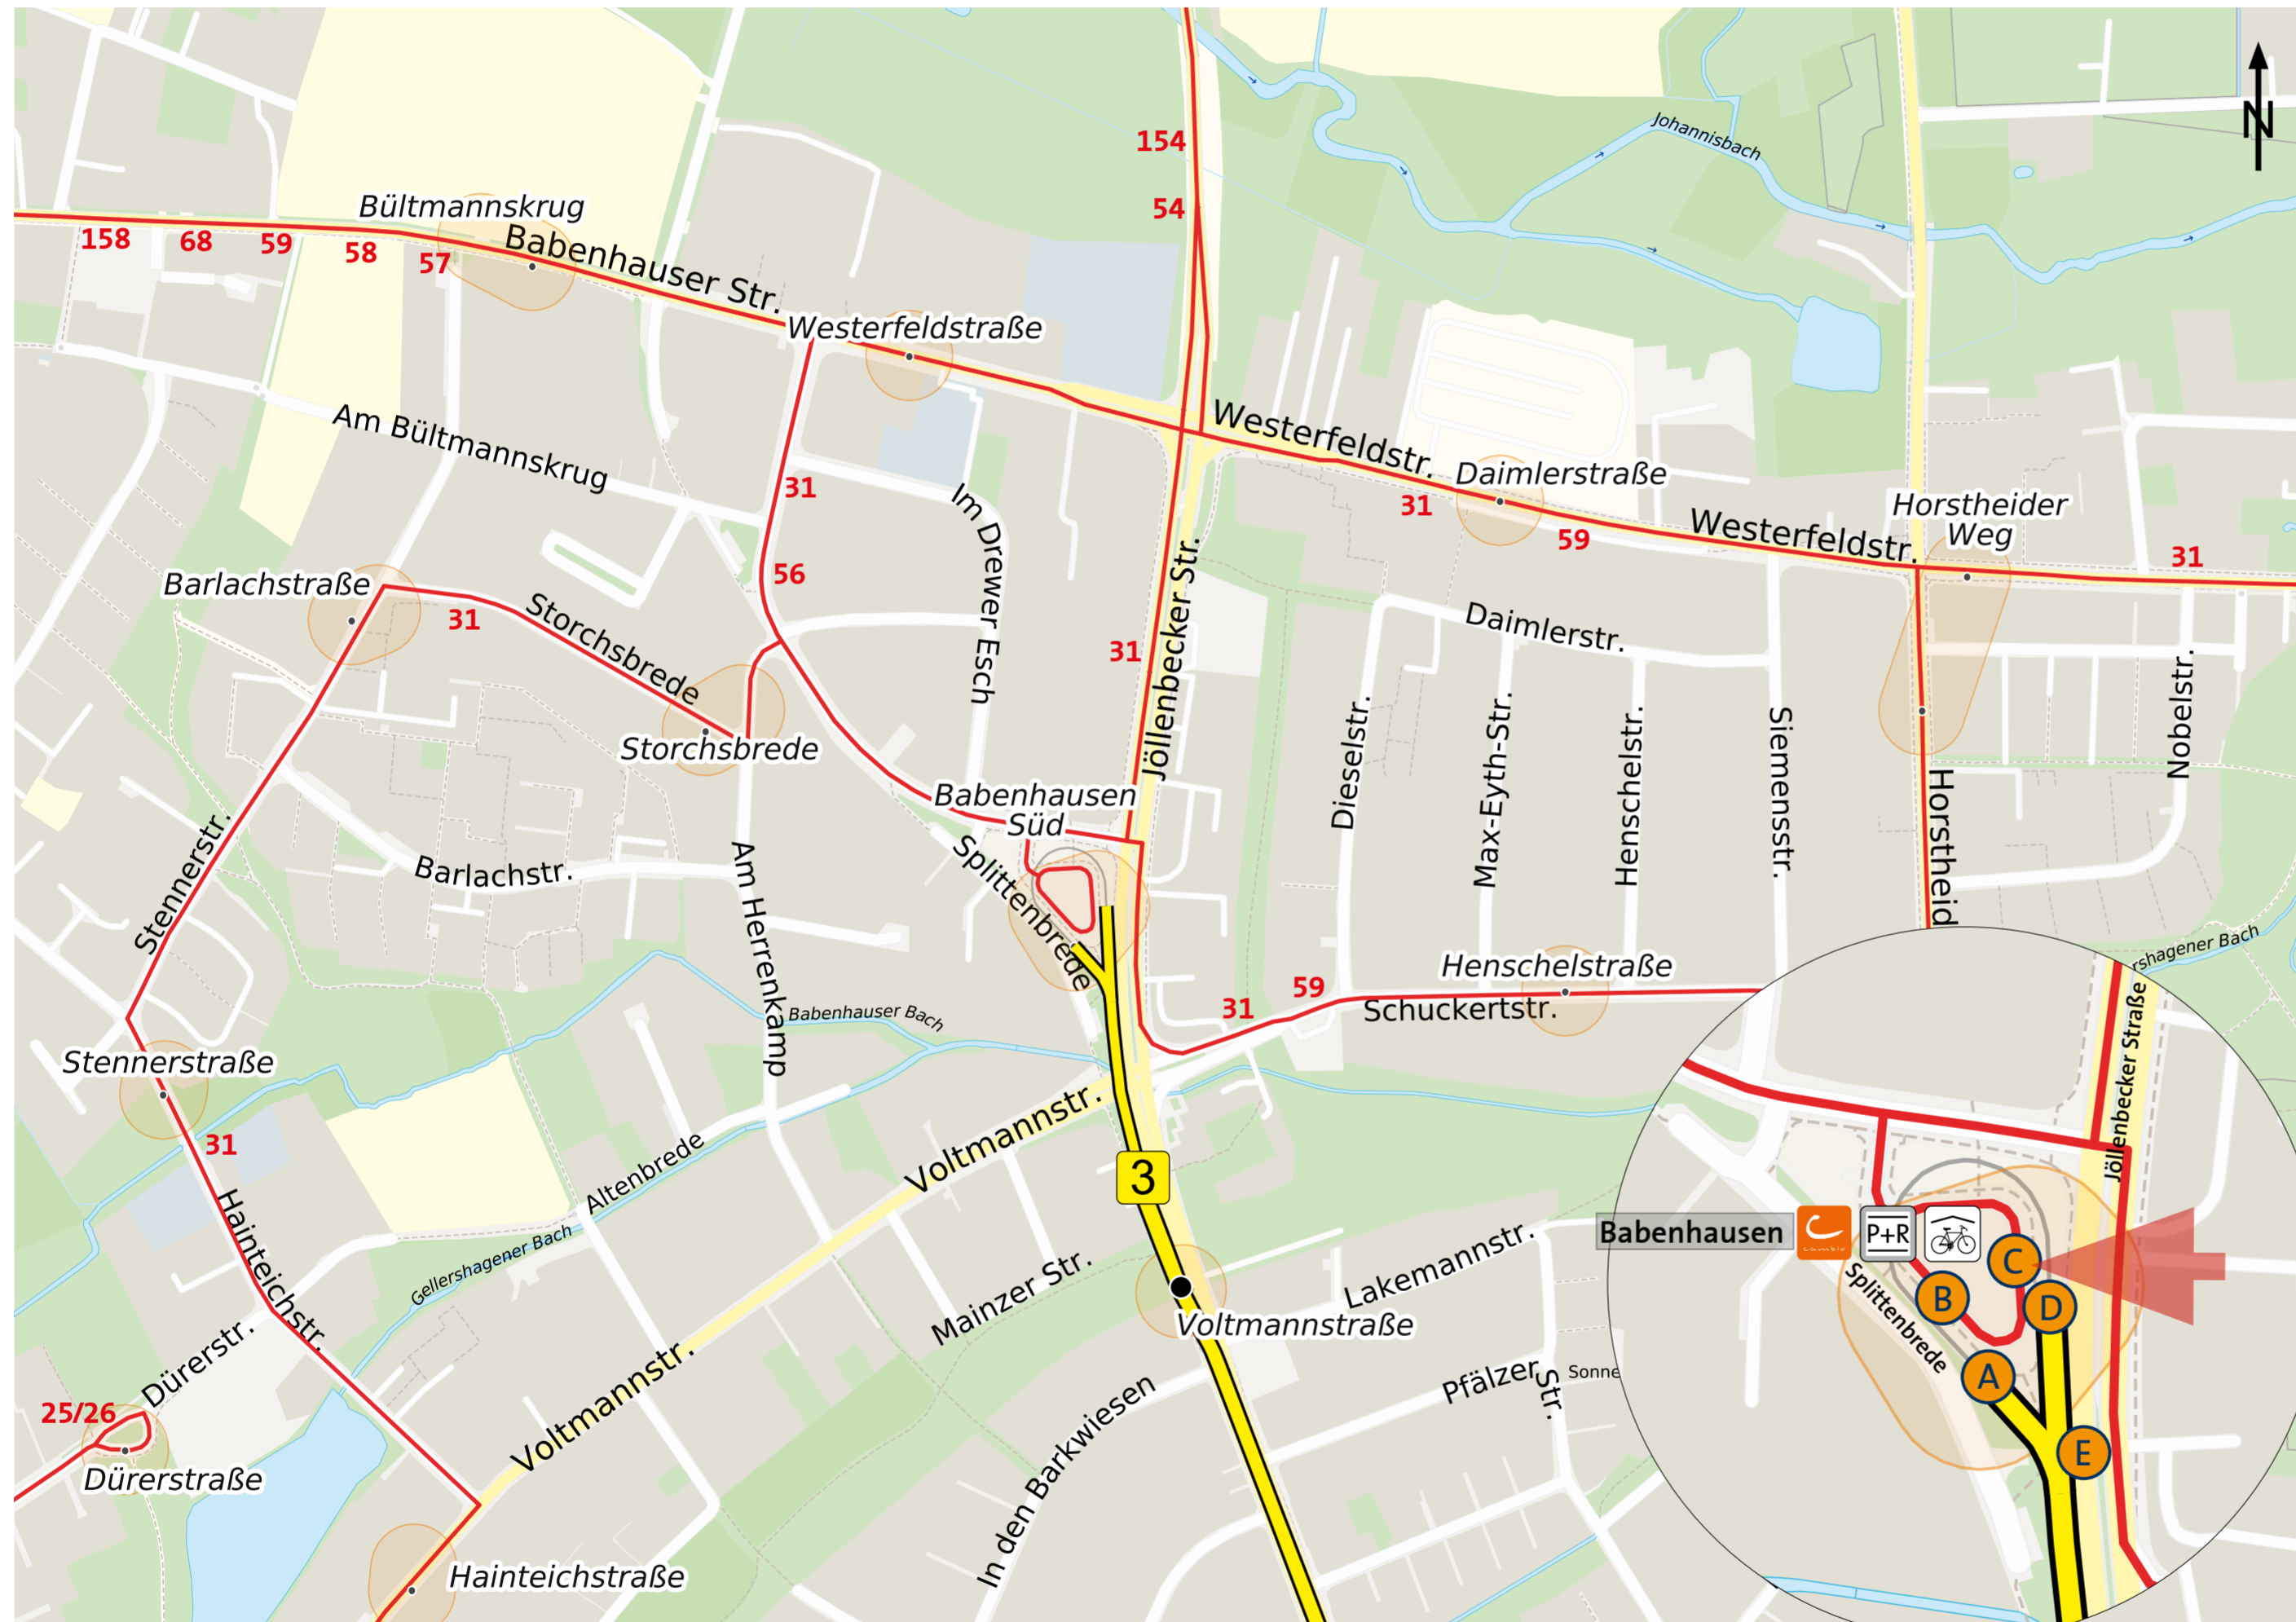 154
N
Johannisbach
54
Bültmannskrug
158
68
59
58
57
Babenhauser Str.
Westerfeldstraße
Westerfeldstr.
Am Bültmannskrug
Daimlerstraße
31
31
59
Im Drewer Esch
Horstheider
Weg
Westerfeldstr.
31
56
Barlachstraße
31
Storchsbrede
31
Jöllenbecker Str.
Daimlerstr.
Storchsbrede
Dieselstr.
Max-Eyth-Str.
Henschelstr.
Siemensstr.
Nobelstr.
Horstheid
Babenhausen
Süd
Stennerstr.
Barlachstr.
Am Herrenkamp
Splittenbrede
Henschelstraße
31
59
Schuckertstr.
rshagener Bach
Babenhauser Bach
Stennerstraße
31
Altenbrede
Voltmannstr.
3
Jöllenbecker Straße
Hainteichstr.
Gellershagener Bach
Mainzer Str.
Lakemannstr.
Babenhausen
P+R
Splittenbrede
C
B
D
A
E
Voltmannstraße
Dürerstr.
25/26
Dürerstraße
Voltmannstr.
In den Barkwiesen
Pfälzer
Str.
Sonne
Hainteichstraße